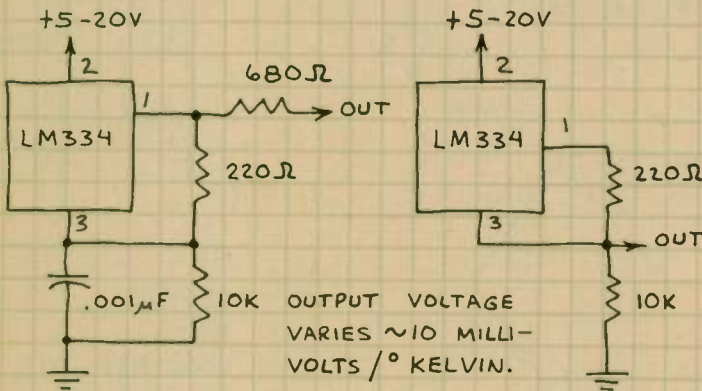 +5-20V
2
680Ω
1
OUT
LM334
220Ω
3
.001µF
10K
+5-20V
2
LM334
1
220Ω
3
OUT
10K
OUTPUT VOLTAGE
VARIES ~10 MILLI-
VOLTS /° KELVIN.